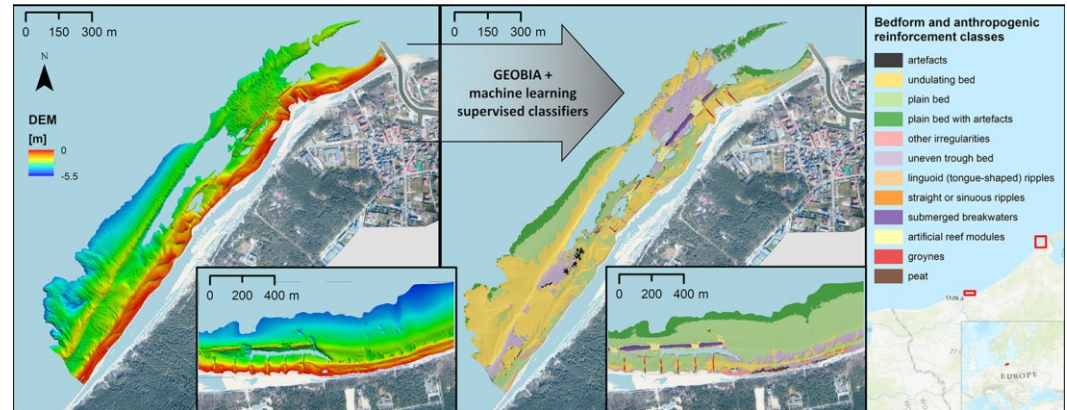 0 150 300 m
N
DEM
[m]
0
-5.5
0 200 400 m
GEOBIA +
machine learning
supervised classifiers
0 150 300 m
0 200 400 m
Bedform and anthropogenic
reinforcement classes
artefacts
undulating bed
plain bed
plain bed with artefacts
other irregularities
uneven trough bed
linguoid (tongue-shaped) ripples
straight or sinuous ripples
submerged breakwaters
artificial reef modules
groynes
peat
EUROPE